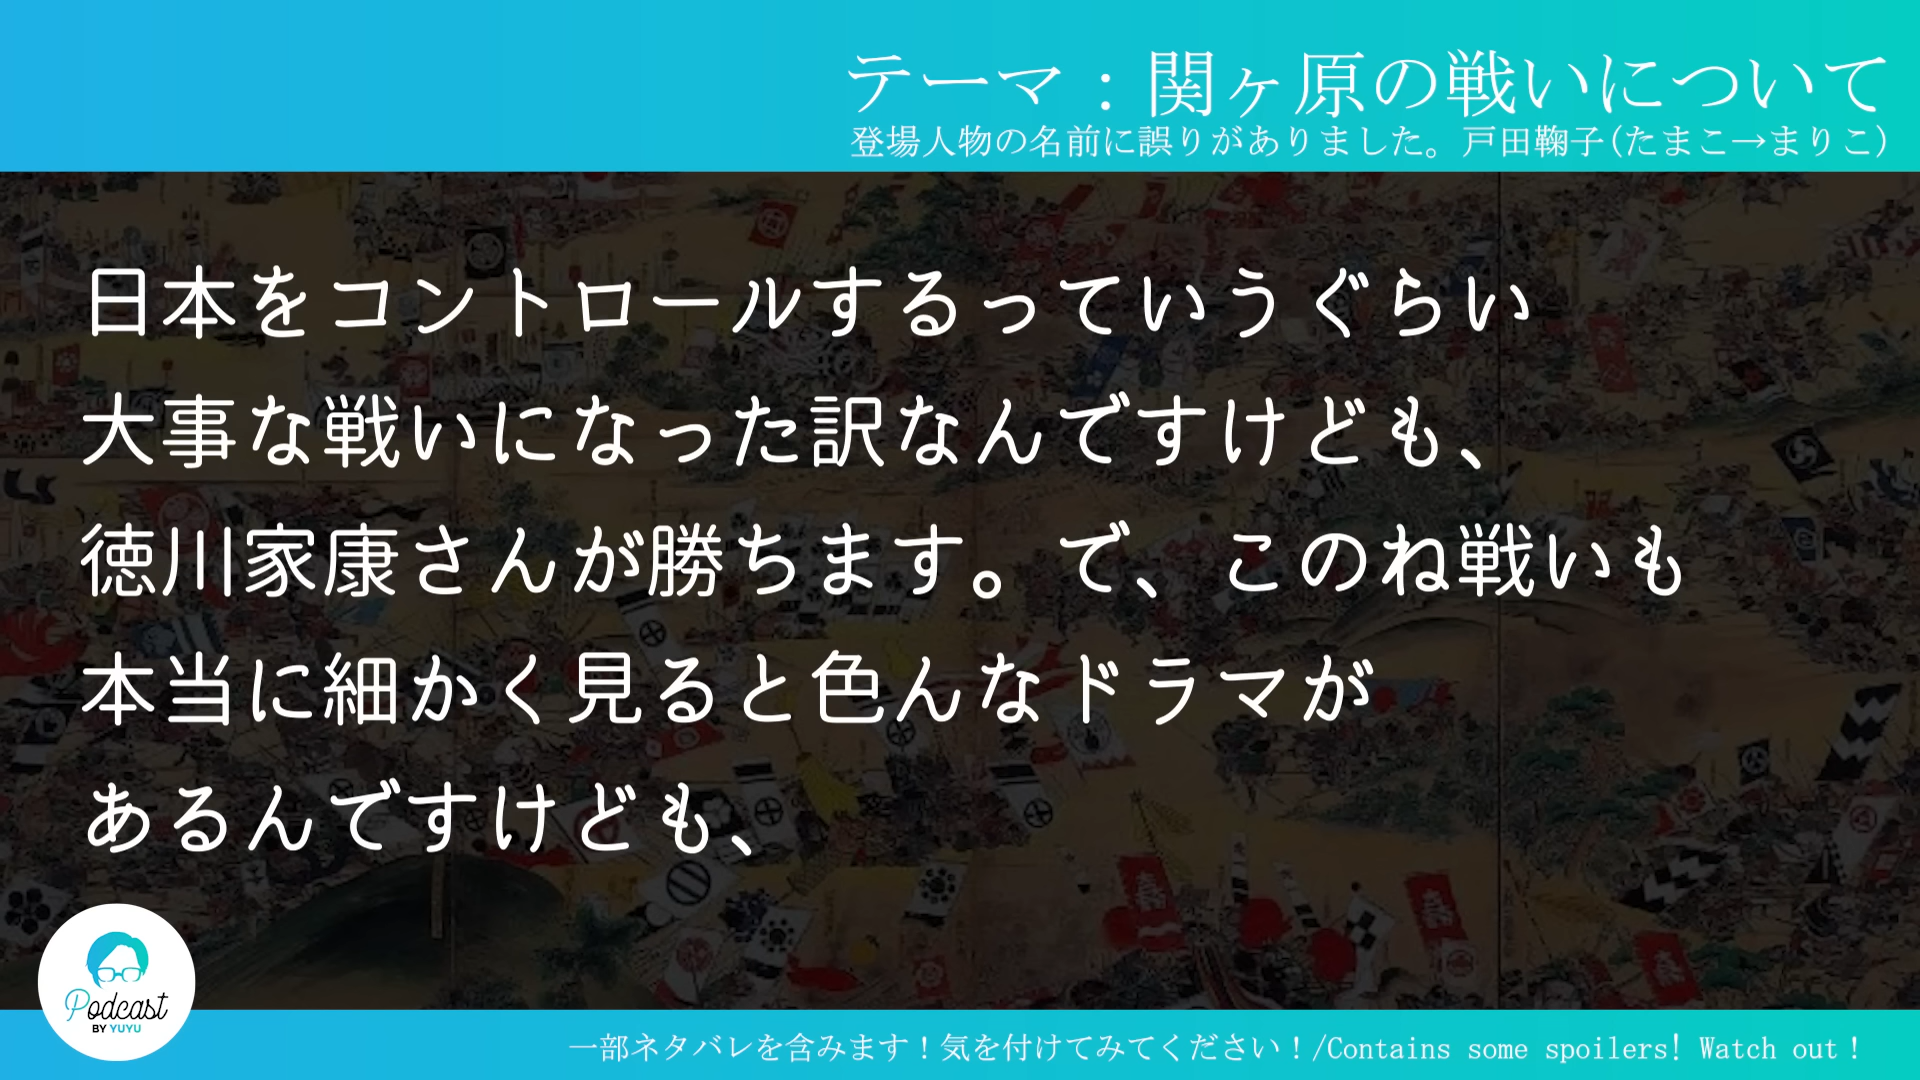 テーマ：関ヶ原の戦いについて
登場人物の名前に誤りがありました。戸田鞠子(たまこ→まりこ)
日本をコントロールするっていうぐらい
大事な戦いになった訳なんですけども、
徳川家康さんが勝ちます。で、このね戦いも
本当に細かく見ると色んなドラマが
あるんですけども、
Podcast
BY YUYU
一部ネタバレを含みます！気を付けてみてください！/Contains some spoilers! Watch out！